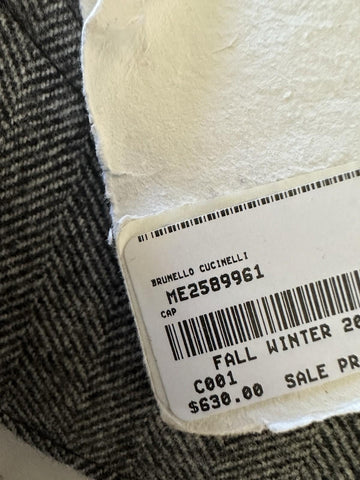 BRUNELLO CUCINELLI
ME2589961
CAP
FALL WINTER 20
C001
$630.00 SALE PR